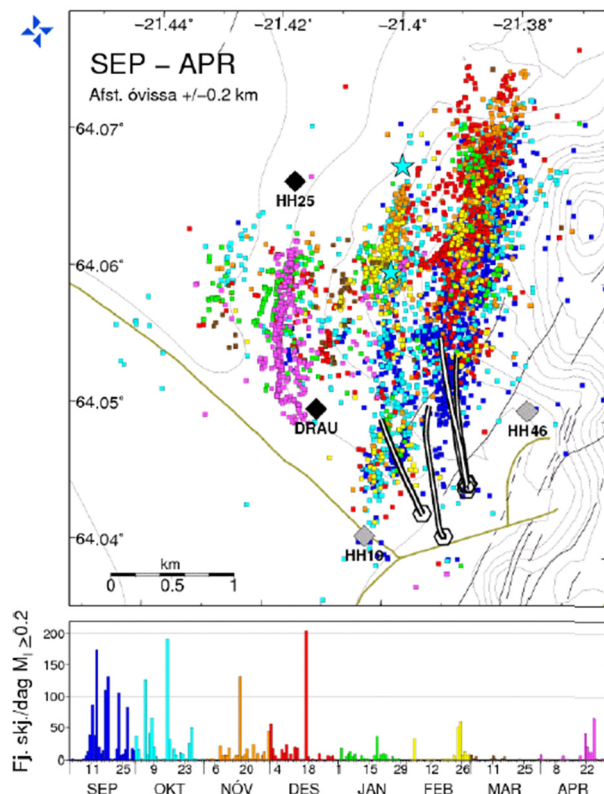 −21.44° −21.42° −21.4° −21.38°
SEP − APR
Afst. óvissa +/−0.2 km
64.07°
HH25
64.06°
64.05°
DRAU
HH46
64.04°
HH10
km
0 0.5 1
Fj. skj./dag Ml ≥0.2
200
150
100
50
0
11 25 9 23 6 20 4 18 1 15 29 12 26 11 25 8 22
SEP OKT NÓV DES JAN FEB MAR APR